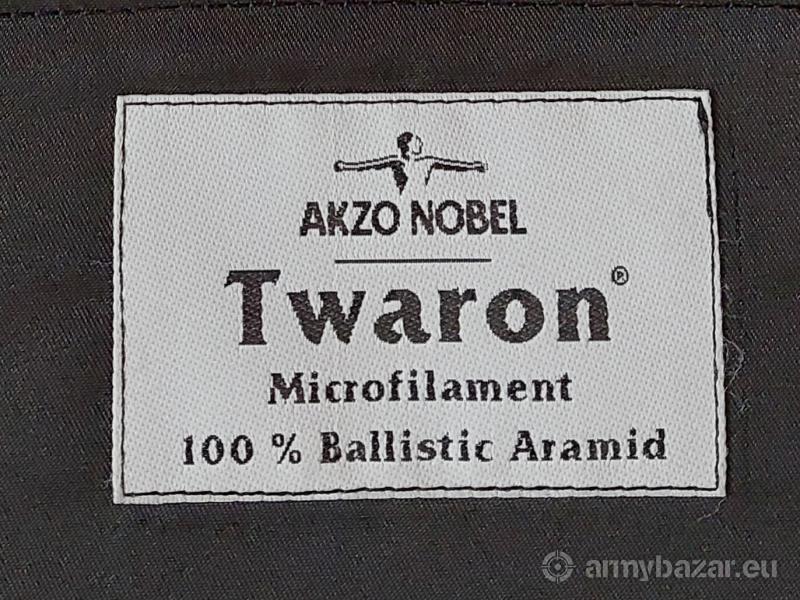 AKZO NOBEL
Twaron®
Microfilament
100 % Ballistic Aramid
armybazar.eu